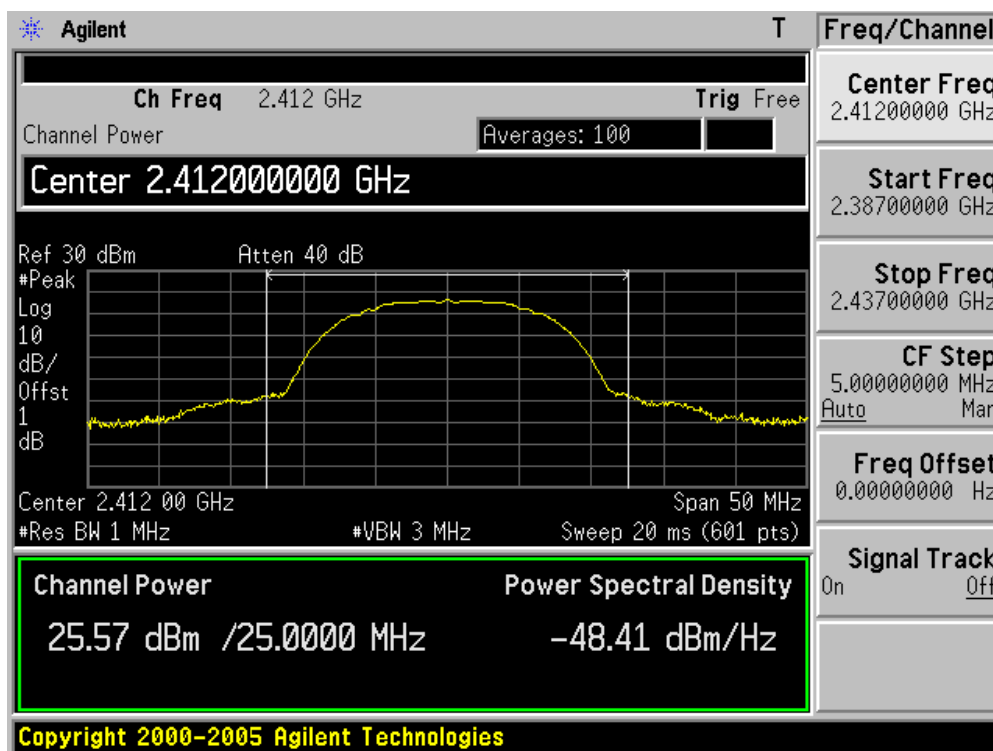 Agilent T
Ch Freq 2.412 GHz Trig Free
Channel Power Averages: 100
Center 2.412000000 GHz
Ref 30 dBm Atten 40 dB
#Peak
Log
10
dB/
Offst
1
dB
Center 2.412 00 GHz Span 50 MHz
#Res BW 1 MHz #VBW 3 MHz Sweep 20 ms (601 pts)
Channel Power Power Spectral Density
25.57 dBm /25.0000 MHz -48.41 dBm/Hz
Copyright 2000-2005 Agilent Technologies
Freq/Channel
Center Freq
2.41200000 GHz
Start Freq
2.38700000 GHz
Stop Freq
2.43700000 GHz
CF Step
5.00000000 MHz
Auto Man
Freq Offset
0.00000000 Hz
Signal Track
On Off